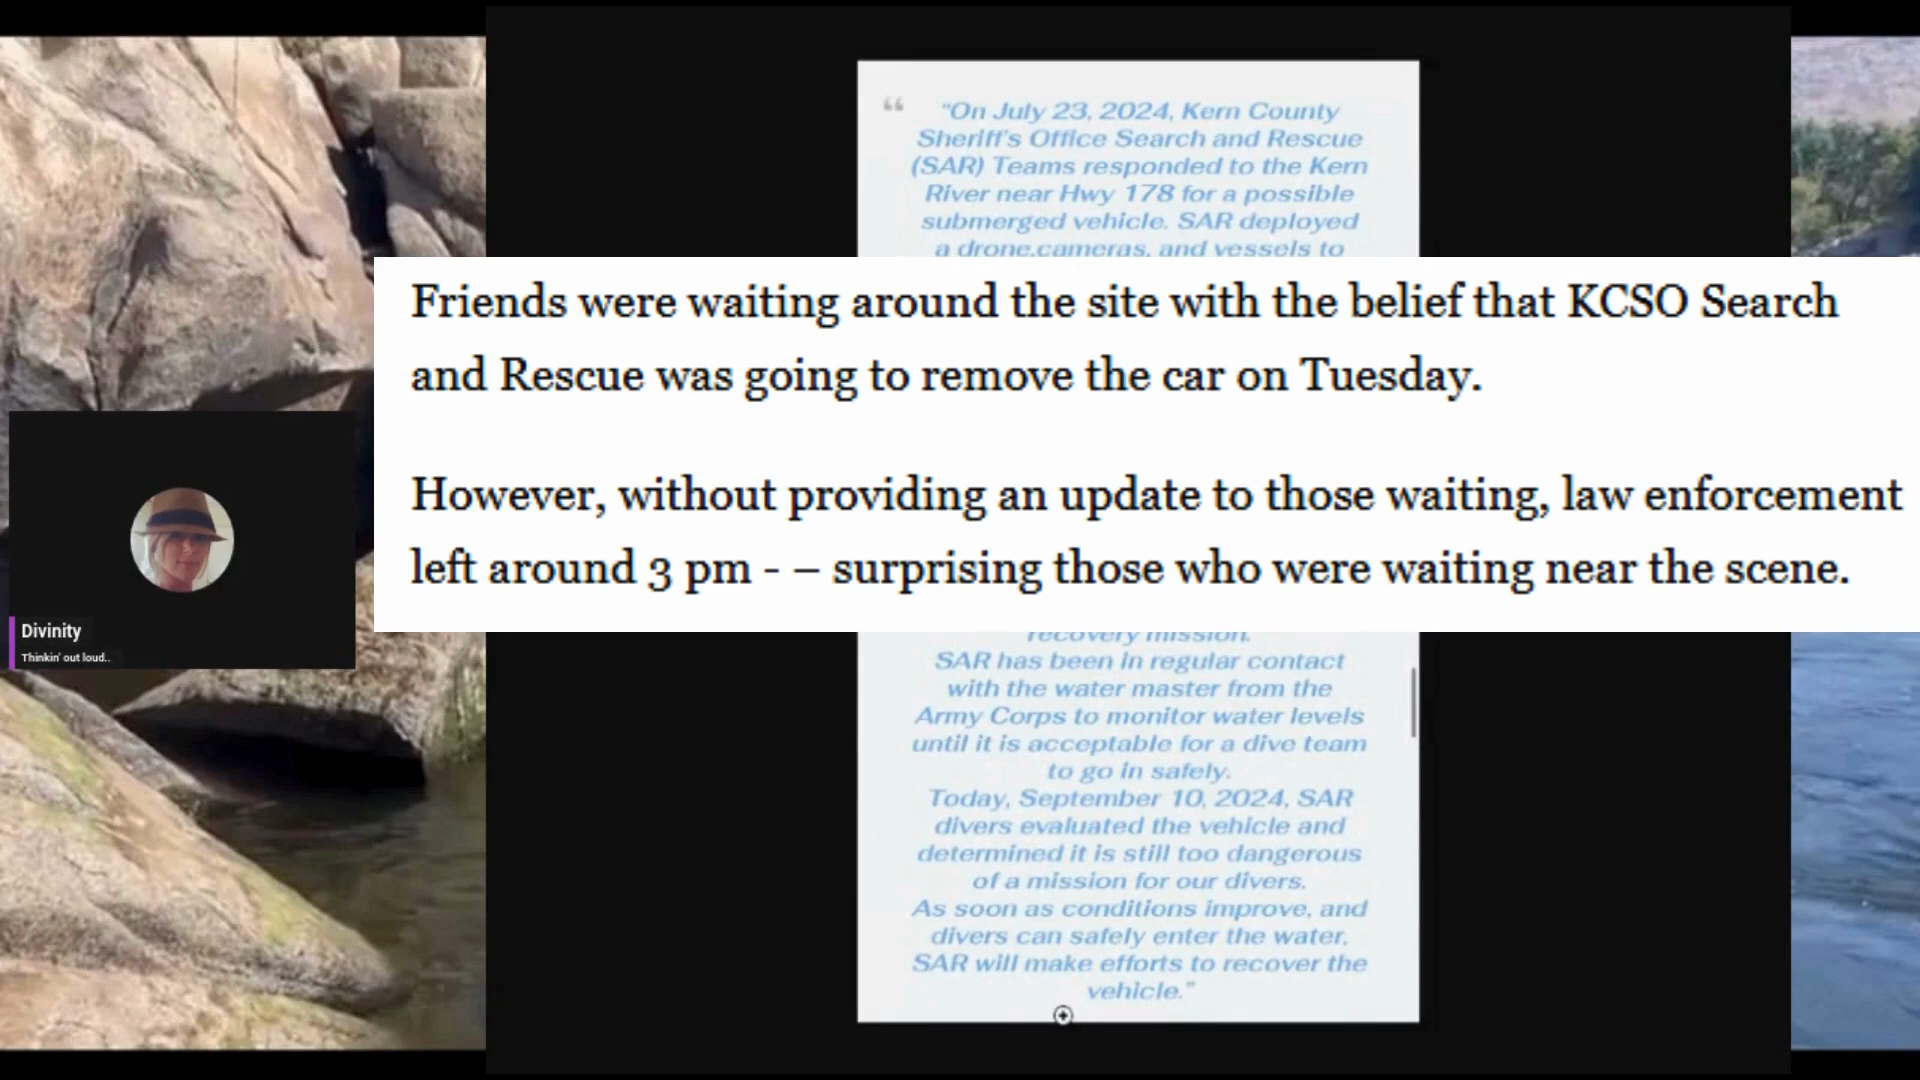 “
“On July 23, 2024, Kern County
Sheriff's Office Search and Rescue
(SAR) Teams responded to the Kern
River near Hwy 178 for a possible
submerged vehicle. SAR deployed
a drone,cameras, and vessels to
Friends were waiting around the site with the belief that KCSO Search
and Rescue was going to remove the car on Tuesday.
However, without providing an update to those waiting, law enforcement
left around 3 pm - – surprising those who were waiting near the scene.
Divinity
Thinkin' out loud..
recovery mission.
SAR has been in regular contact
with the water master from the
Army Corps to monitor water levels
until it is acceptable for a dive team
to go in safely.
Today, September 10, 2024, SAR
divers evaluated the vehicle and
determined it is still too dangerous
of a mission for our divers.
As soon as conditions improve, and
divers can safely enter the water,
SAR will make efforts to recover the
vehicle.”